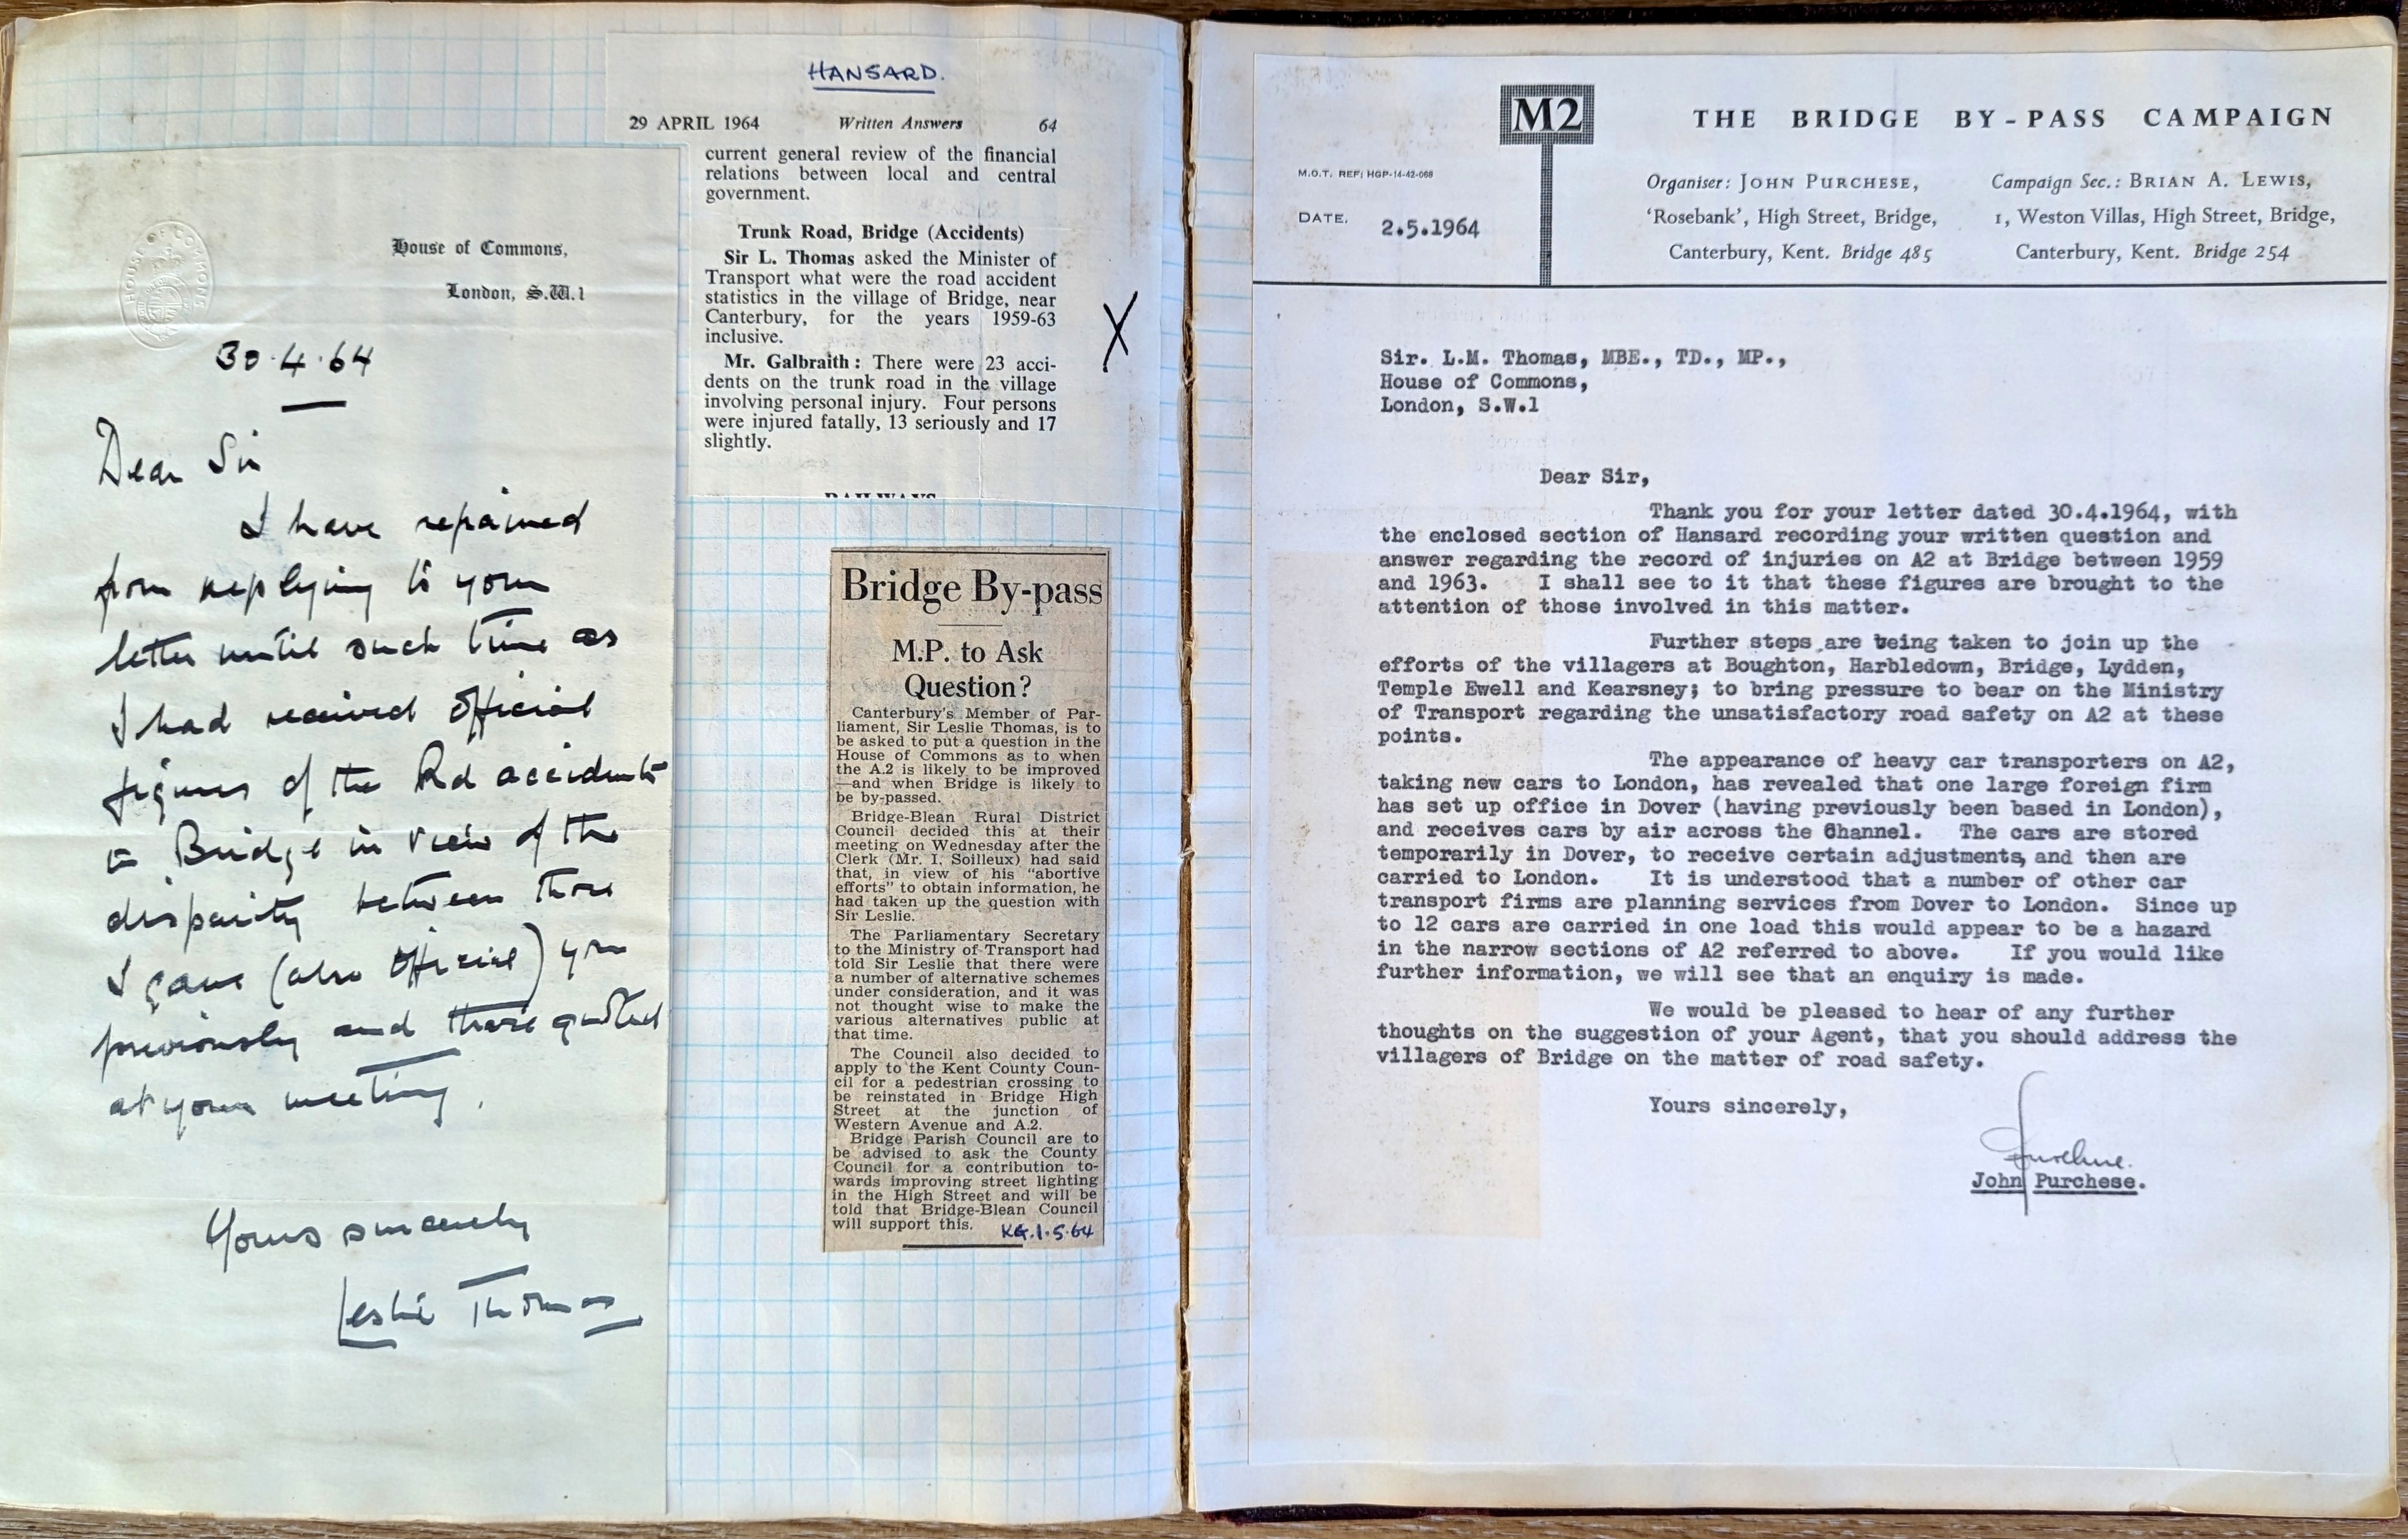 House of Commons,
London, S.W.1
30.4.64
Dear Sir
I have repained
from replying to your
letter until such time as
I had received official
figures of the Rd accidents
in Bridge in view of the
disparity between those
I gave (also official) you
previously and those quoted
at your meeting.
Yours sincerely
Leslie Thomas
HANSARD.
29 APRIL 1964 Written Answers 64
current general review of the financial
relations between local and central
government.
Trunk Road, Bridge (Accidents)
Sir L. Thomas asked the Minister of
Transport what were the road accident
statistics in the village of Bridge, near
Canterbury, for the years 1959-63
inclusive.
Mr. Galbraith: There were 23 acci-
dents on the trunk road in the village
involving personal injury. Four persons
were injured fatally, 13 seriously and 17
slightly.
RAILWAYS
X
Bridge By-pass
M.P. to Ask
Question?
Canterbury's Member of Par-
liament, Sir Leslie Thomas, is to
be asked to put a question in the
House of Commons as to when
the A.2 is likely to be improved
—and when Bridge is likely to
be by-passed.
Bridge-Blean Rural District
Council decided this at their
meeting on Wednesday after the
Clerk (Mr. I. Soilleux) had said
that, in view of his "abortive
efforts" to obtain information, he
had taken up the question with
Sir Leslie.
The Parliamentary Secretary
to the Ministry of Transport had
told Sir Leslie that there were
a number of alternative schemes
under consideration, and it was
not thought wise to make the
various alternatives public at
that time.
The Council also decided to
apply to the Kent County Coun-
cil for a pedestrian crossing to
be reinstated in Bridge High
Street at the junction of
Western Avenue and A.2.
Bridge Parish Council are to
be advised to ask the County
Council for a contribution to-
wards improving street lighting
in the High Street and will be
told that Bridge-Blean Council
will support this.
KG.1.5.64
M2
THE BRIDGE BY-PASS CAMPAIGN
M.O.T. REF; HGP-14-42-068
DATE. 2.5.1964
Organiser: JOHN PURCHESE,
'Rosebank', High Street, Bridge,
Canterbury, Kent. Bridge 485
Campaign Sec.: BRIAN A. LEWIS,
1, Weston Villas, High Street, Bridge,
Canterbury, Kent. Bridge 254
Sir. L.M. Thomas, MBE., TD., MP.,
House of Commons,
London, S.W.1
Dear Sir,
Thank you for your letter dated 30.4.1964, with
the enclosed section of Hansard recording your written question and
answer regarding the record of injuries on A2 at Bridge between 1959
and 1963. I shall see to it that these figures are brought to the
attention of those involved in this matter.
Further steps are being taken to join up the
efforts of the villagers at Boughton, Harbledown, Bridge, Lydden,
Temple Ewell and Kearsney; to bring pressure to bear on the Ministry
of Transport regarding the unsatisfactory road safety on A2 at these
points.
The appearance of heavy car transporters on A2,
taking new cars to London, has revealed that one large foreign firm
has set up office in Dover (having previously been based in London),
and receives cars by air across the Channel. The cars are stored
temporarily in Dover, to receive certain adjustments, and then are
carried to London. It is understood that a number of other car
transport firms are planning services from Dover to London. Since up
to 12 cars are carried in one load this would appear to be a hazard
in the narrow sections of A2 referred to above. If you would like
further information, we will see that an enquiry is made.
We would be pleased to hear of any further
thoughts on the suggestion of your Agent, that you should address the
villagers of Bridge on the matter of road safety.
Yours sincerely,
John Purchese.